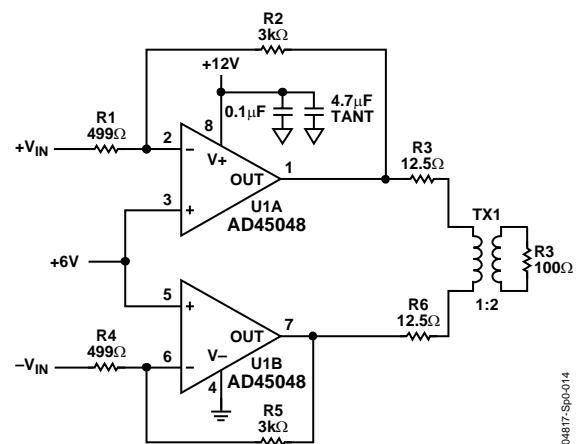 R2
3kΩ
+12V
0.1μF
4.7μF
TANT
R1
499Ω
+VIN
2
−
8
V+
1
OUT
3
+
U1A
AD45048
R3
12.5Ω
TX1
R3
100Ω
1:2
+6V
5
+
OUT
7
R6
12.5Ω
R4
499Ω
−VIN
6
−
V−
4
U1B
AD45048
R5
3kΩ
04817-Sp0-014